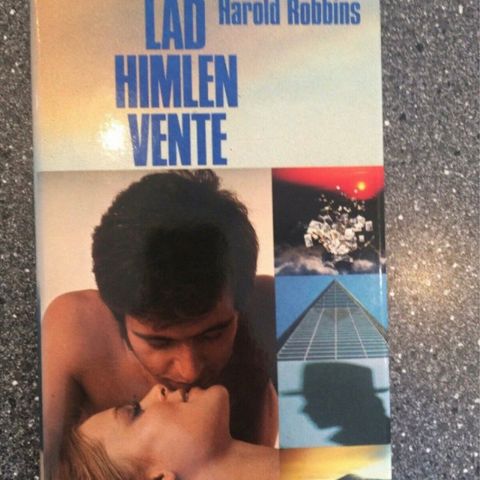 Harold Robbins
LAD
HIMLEN
VENTE